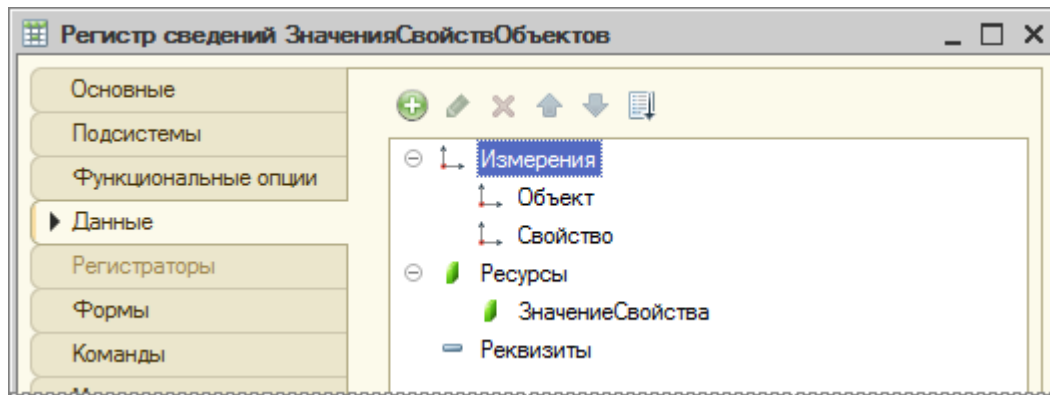 Регистр сведений ЗначенияСвойствОбъектов
Основные
Подсистемы
Функциональные опции
Данные
Регистраторы
Формы
Команды
Измерения
Объект
Свойство
Ресурсы
ЗначениеСвойства
Реквизиты